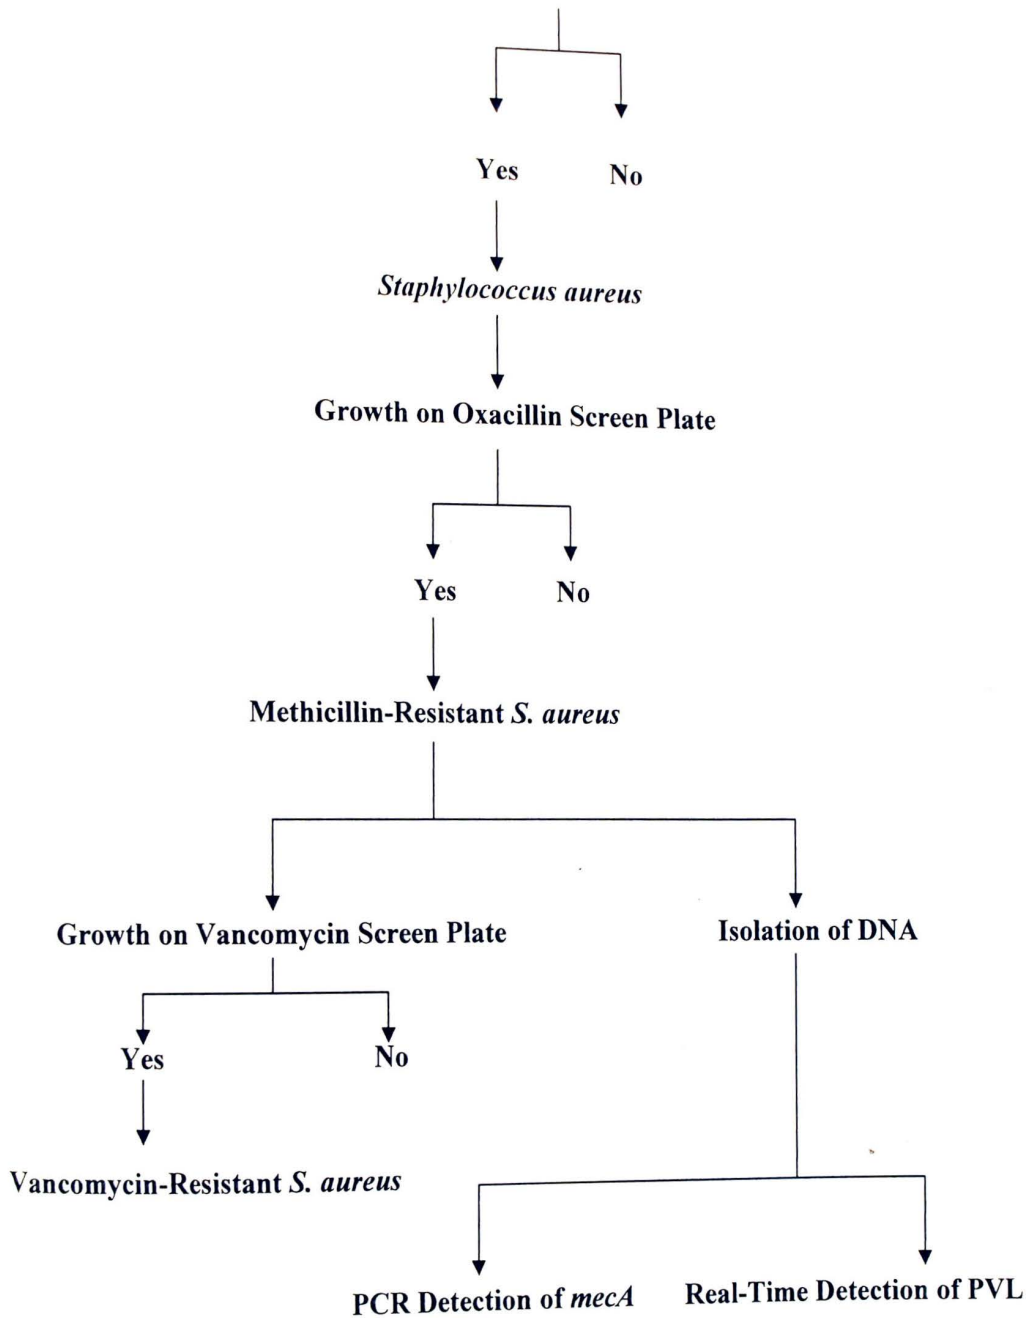 Yes No
Staphylococcus aureus
Growth on Oxacillin Screen Plate
Yes No
Methicillin-Resistant S. aureus
Growth on Vancomycin Screen Plate Isolation of DNA
Yes No
Vancomycin-Resistant S. aureus
PCR Detection of mecA Real-Time Detection of PVL